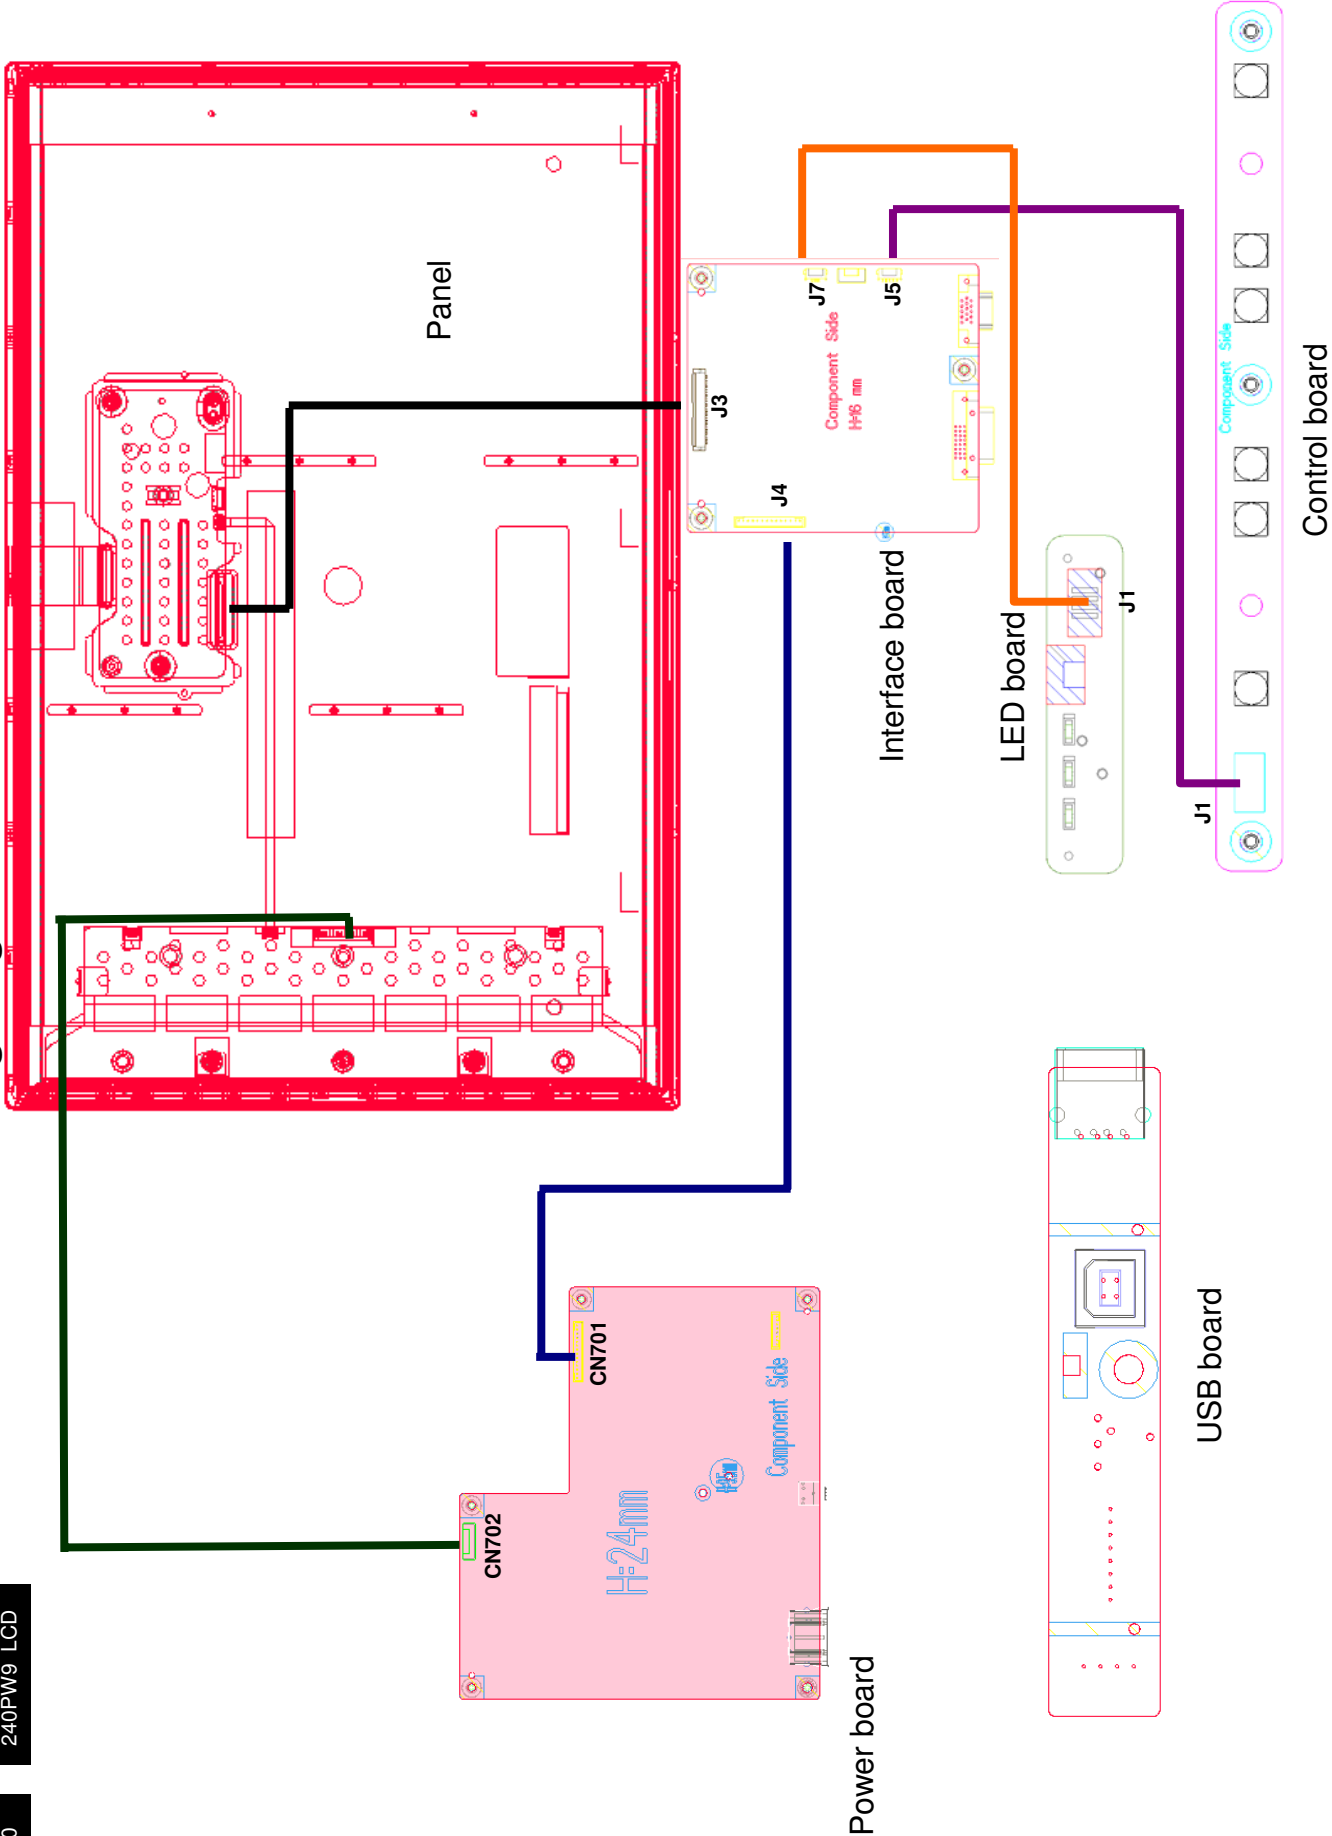 240PW9 LCD
0
Panel
J3
J4
J7
J5
Component Side
H=16 mm
Interface board
LED board
J1
J1
Component Side
Control board
CN701
CN702
H=24mm
Component Side
Power board
USB board